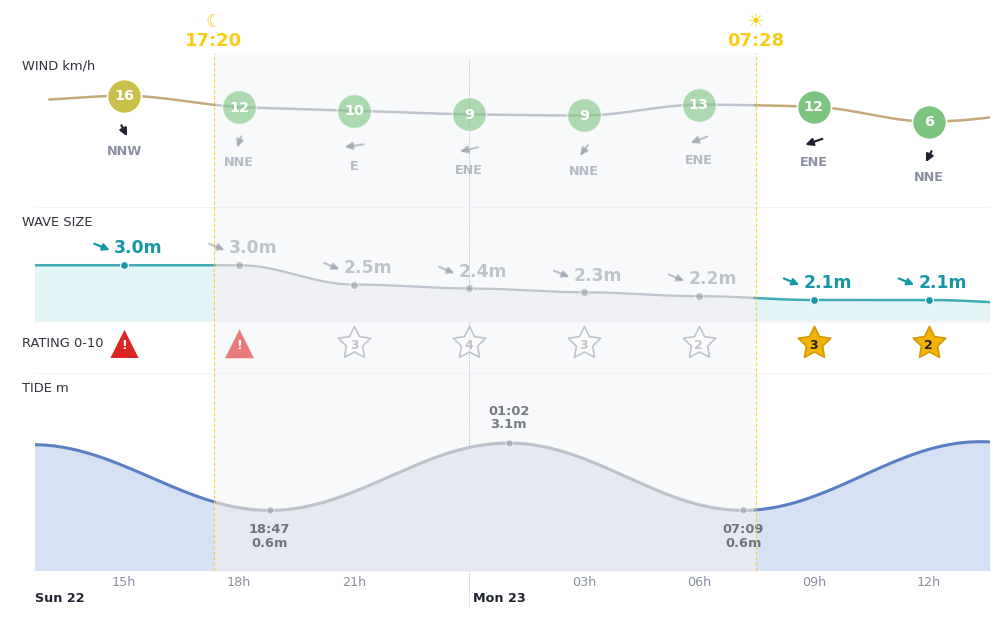 17:20 07:28
WIND km/h
16 12 10 9 9 13 12 6
NNW NNE E ENE NNE ENE ENE NNE
WAVE SIZE
3.0m 3.0m 2.5m 2.4m 2.3m 2.2m 2.1m 2.1m
RATING 0-10 ! ! 3 4 3 2 3 2
TIDE m
01:02
3.1m
18:47 07:09
0.6m 0.6m
15h 18h 21h 03h 06h 09h 12h
Sun 22 Mon 23